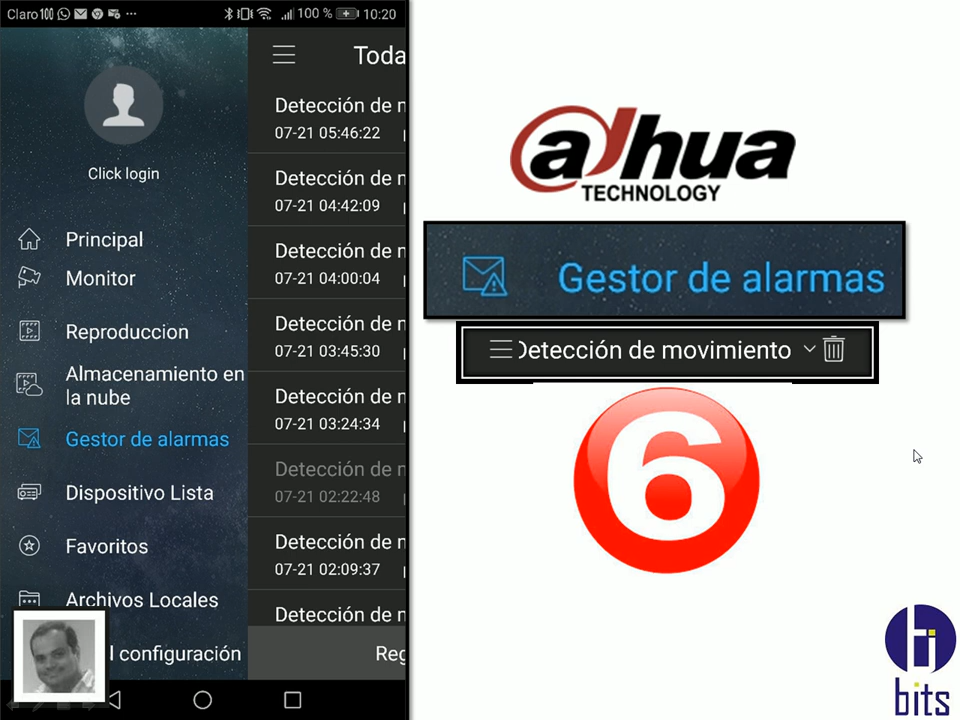 Claro 100 100 % 10:20
Click login
Principal
Monitor
Reproduccion
Almacenamiento en
la nube
Gestor de alarmas
Dispositivo Lista
Favoritos
Archivos Locales
l configuración
Toda
Detección de m
07-21 05:46:22
Detección de m
07-21 04:42:09
Detección de m
07-21 04:00:04
Detección de m
07-21 03:45:30
Detección de m
07-21 03:24:34
Detección de m
07-21 02:22:48
Detección de m
07-21 02:09:37
Detección de m
Reg
alhua
TECHNOLOGY
Gestor de alarmas
Detección de movimiento
6
bits